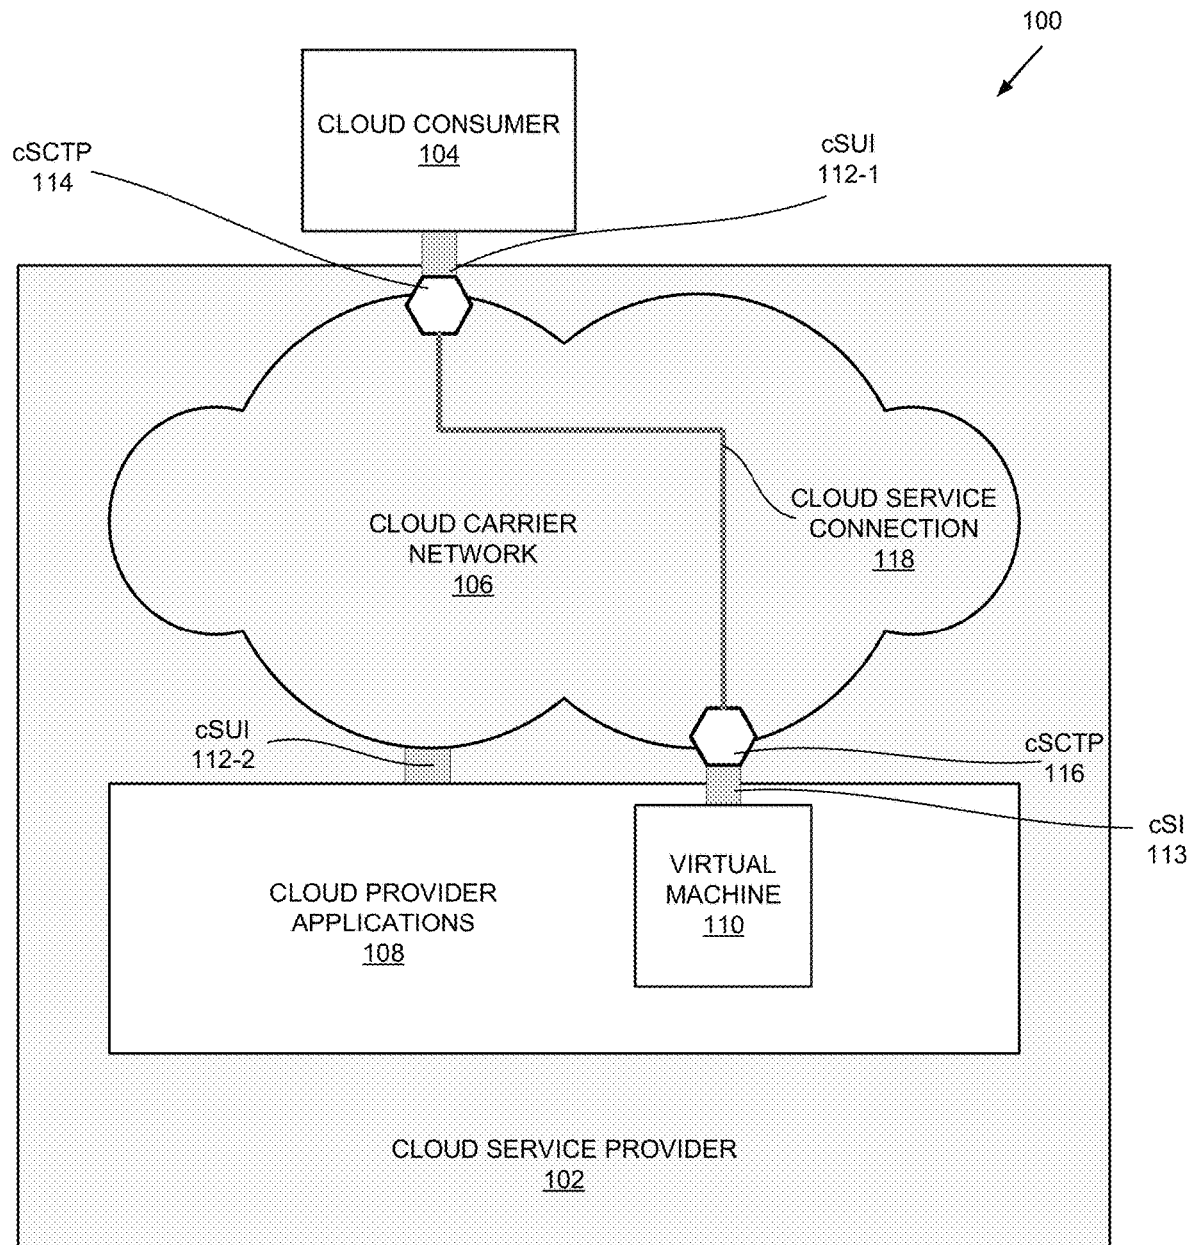 100
CLOUD CONSUMER
104
cSCTP
114
cSUI
112-1
CLOUD SERVICE
CONNECTION
118
CLOUD CARRIER
NETWORK
106
cSUI
112-2
cSCTP
116
cSI
113
VIRTUAL
MACHINE
110
CLOUD PROVIDER
APPLICATIONS
108
CLOUD SERVICE PROVIDER
102